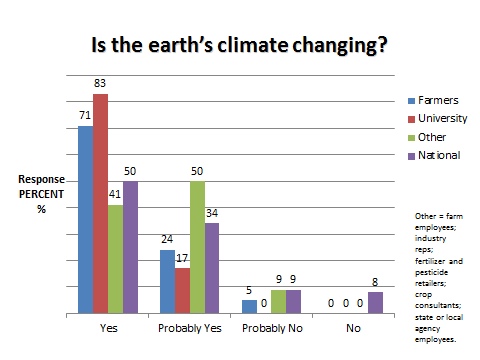 Is the earth's climate changing?
83
71
50
41
50
34
24
17
5
0
9
9
0
0
0
8
Response
PERCENT
%
Yes
Probably Yes
Probably No
No
Farmers
University
Other
National
Other = farm
employees;
industry
reps;
fertilizer and
pesticide
retailers;
crop
consultants;
state or local
agency
employees.